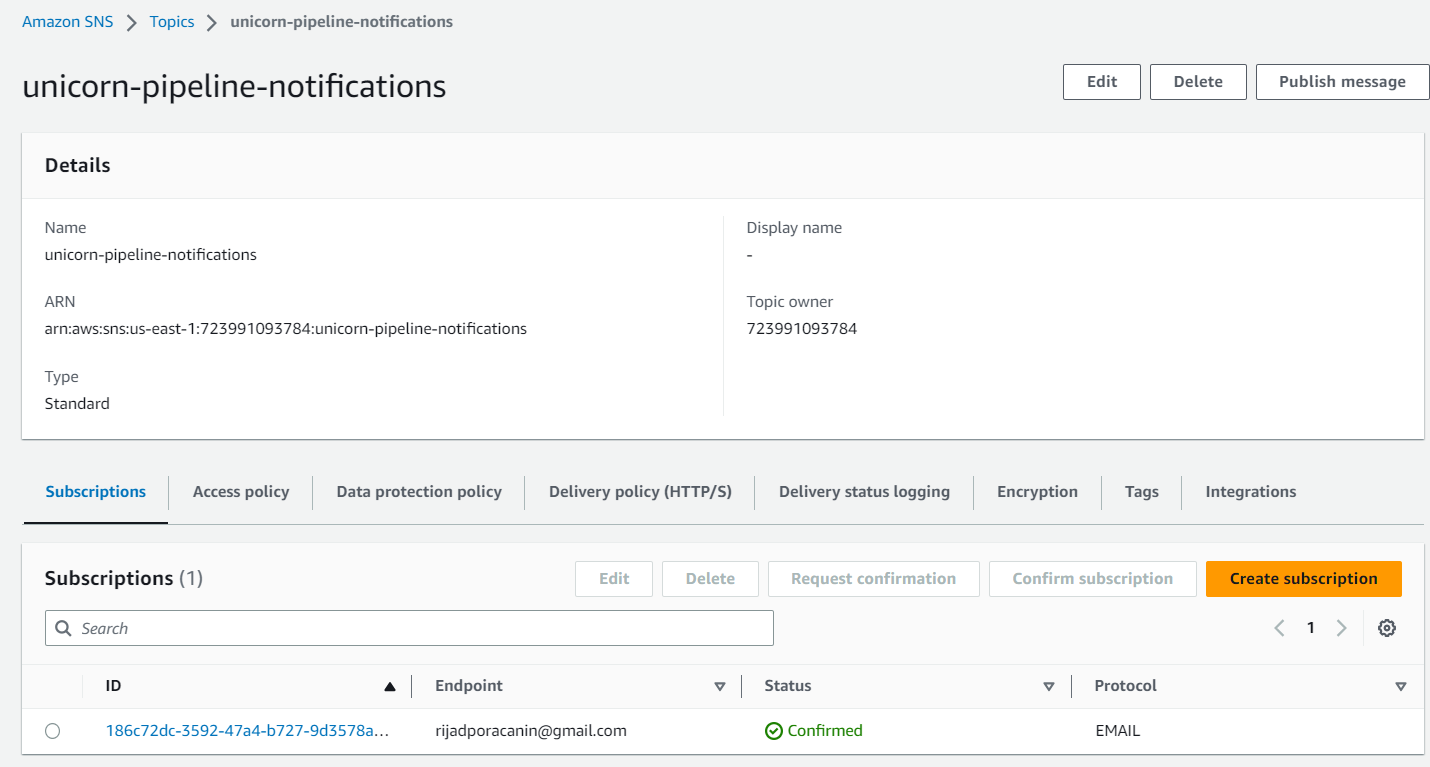 Amazon SNS > Topics > unicorn-pipeline-notifications
unicorn-pipeline-notifications
Edit Delete Publish message
Details
Name
unicorn-pipeline-notifications
ARN
arn:aws:sns:us-east-1:723991093784:unicorn-pipeline-notifications
Type
Standard
Display name
-
Topic owner
723991093784
Subscriptions Access policy Data protection policy Delivery policy (HTTP/S) Delivery status logging Encryption Tags Integrations
Subscriptions (1)
Edit Delete Request confirmation Confirm subscription Create subscription
Search
1
ID Endpoint Status Protocol
186c72dc-3592-47a4-b727-9d3578a... rijadporacanin@gmail.com Confirmed EMAIL